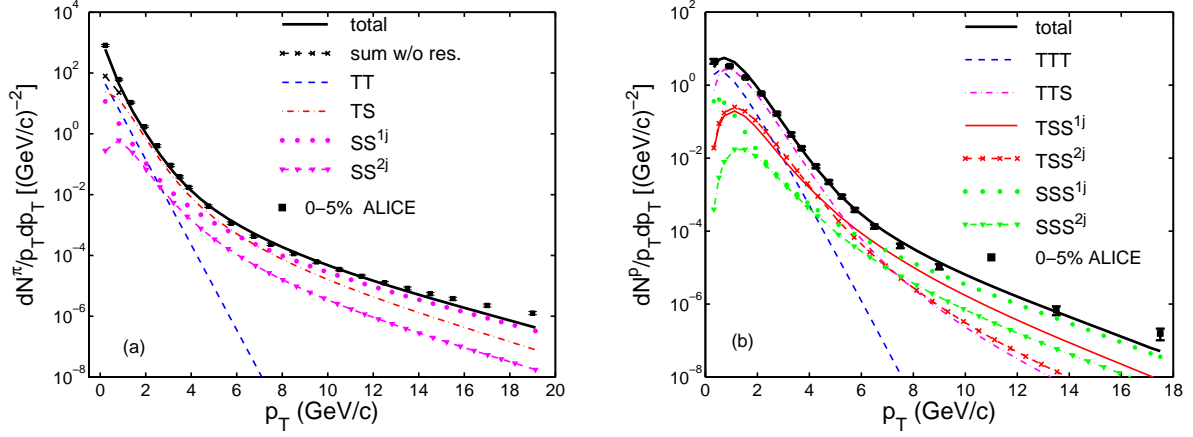 total
sum w/o res.
TT
TS
SS^1j
SS^2j
0−5% ALICE
(a)
10^4
10^2
10^0
10^−2
10^−4
10^−6
10^−8
dN^π/p_T dp_T [(GeV/c)^−2]
0 2 4 6 8 10 12 14 16 18 20
p_T (GeV/c)
total
TTT
TTS
TSS^1j
TSS^2j
SSS^1j
SSS^2j
0−5% ALICE
(b)
10^2
10^0
10^−2
10^−4
10^−6
10^−8
dN^p/p_T dp_T [(GeV/c)^−2]
0 2 4 6 8 10 12 14 16 18
p_T (GeV/c)